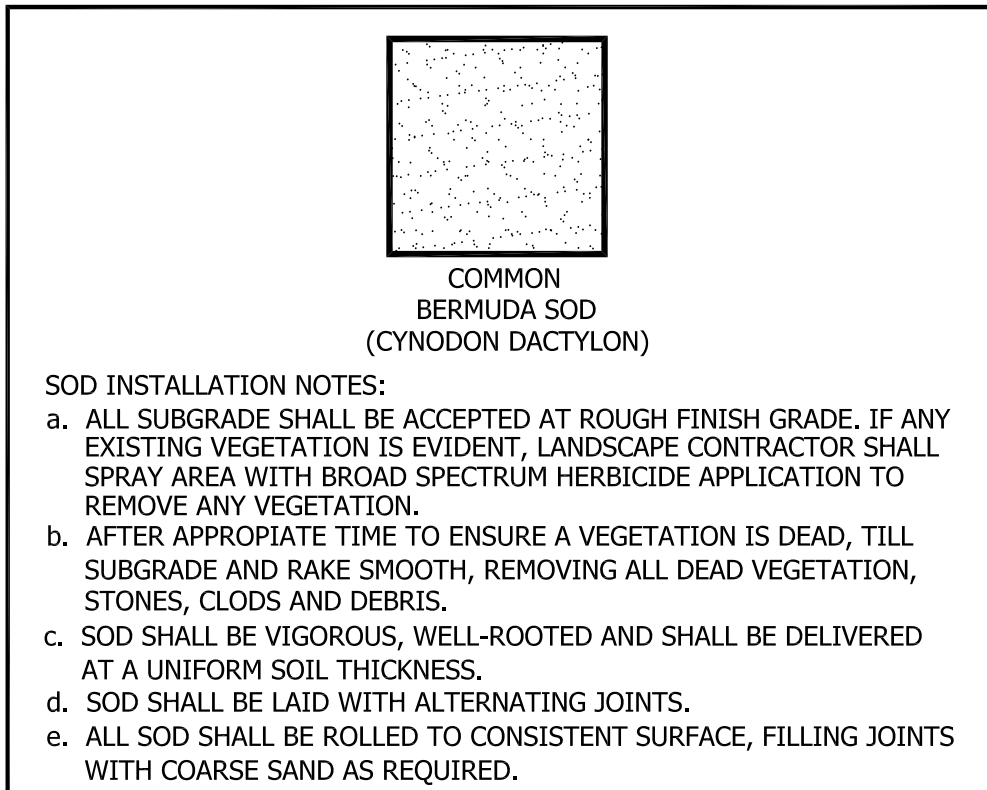 COMMON
BERMUDA SOD
(CYNODON DACTYLON)
SOD INSTALLATION NOTES:
a. ALL SUBGRADE SHALL BE ACCEPTED AT ROUGH FINISH GRADE. IF ANY
EXISTING VEGETATION IS EVIDENT, LANDSCAPE CONTRACTOR SHALL
SPRAY AREA WITH BROAD SPECTRUM HERBICIDE APPLICATION TO
REMOVE ANY VEGETATION.
b. AFTER APPROPIATE TIME TO ENSURE A VEGETATION IS DEAD, TILL
SUBGRADE AND RAKE SMOOTH, REMOVING ALL DEAD VEGETATION,
STONES, CLODS AND DEBRIS.
c. SOD SHALL BE VIGOROUS, WELL-ROOTED AND SHALL BE DELIVERED
AT A UNIFORM SOIL THICKNESS.
d. SOD SHALL BE LAID WITH ALTERNATING JOINTS.
e. ALL SOD SHALL BE ROLLED TO CONSISTENT SURFACE, FILLING JOINTS
WITH COARSE SAND AS REQUIRED.